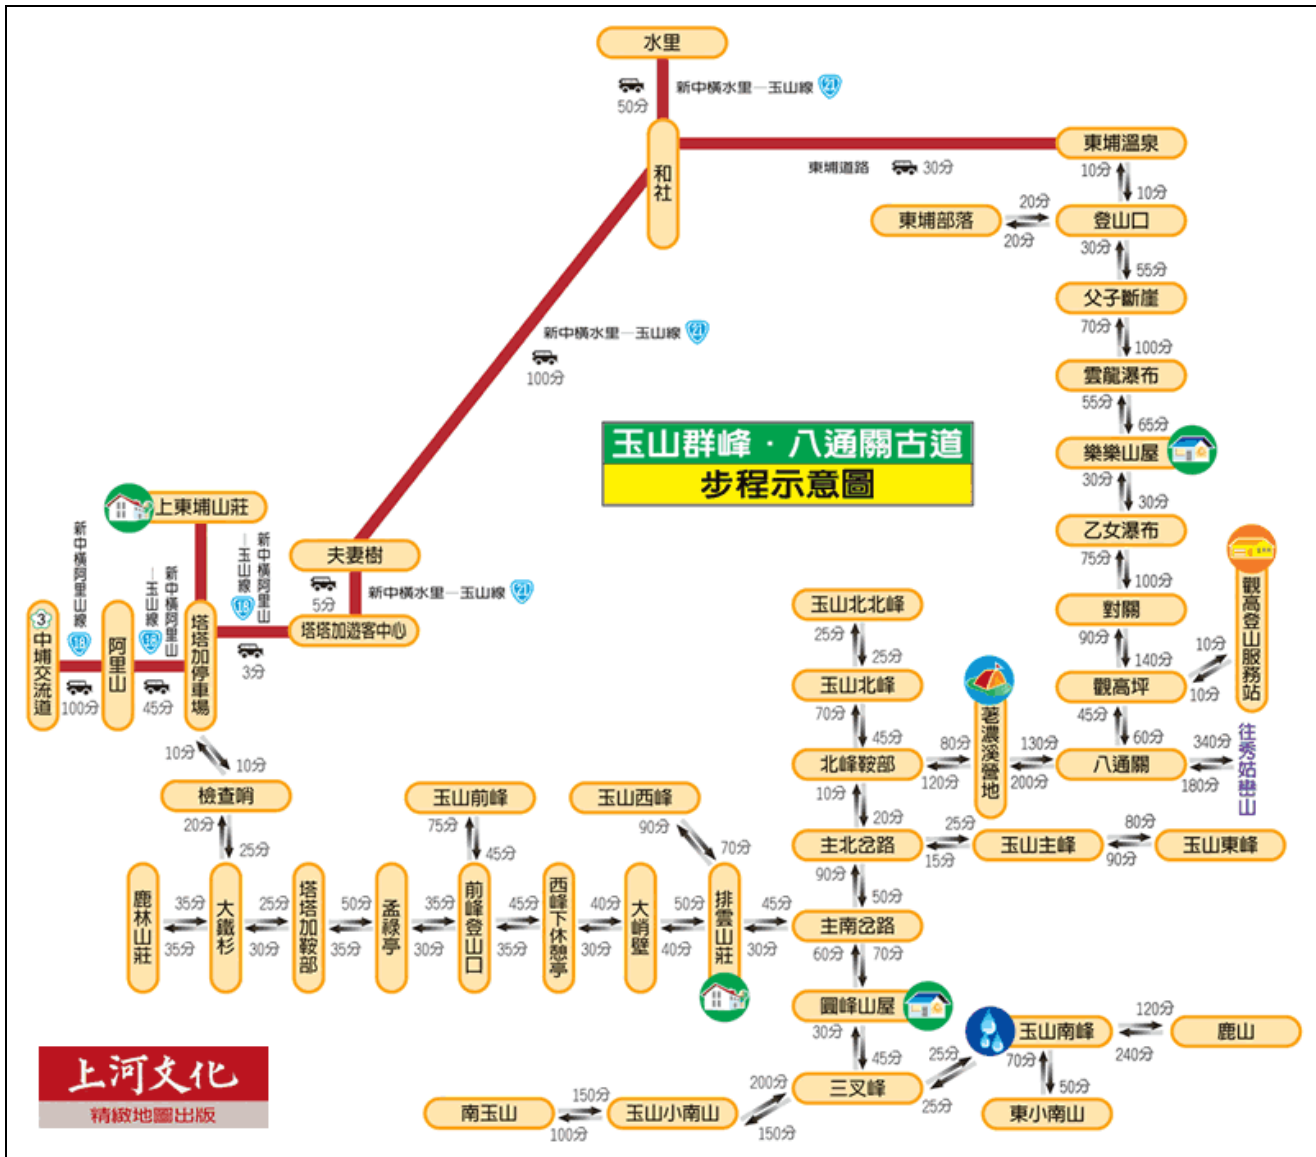 水里
50分
新中橫水里─玉山線
21
和社
東埔道路
30分
東埔溫泉
10分
10分
東埔部落
20分
20分
登山口
30分
55分
父子斷崖
70分
100分
雲龍瀑布
55分
65分
樂樂山屋
30分
30分
乙女瀑布
75分
100分
對關
90分
140分
觀高坪
10分
10分
觀高登山服務站
45分
60分
八通關
340分
180分
往秀姑巒山
新中橫水里─玉山線
21
100分
玉山群峰・八通關古道
步程示意圖
上東埔山莊
夫妻樹
5分
新中橫水里─玉山線
21
塔塔加遊客中心
新中橫阿里山
─玉山線
18
3分
新中橫阿里山線
18
100分
新中橫阿里山
─玉山線
18
45分
3
中埔交流道
阿里山
塔塔加停車場
10分
10分
檢查哨
20分
25分
鹿林山莊
35分
35分
大鐵杉
25分
30分
塔塔加鞍部
50分
35分
孟祿亭
35分
30分
前峰登山口
玉山前峰
75分
45分
45分
35分
西峰下休憩亭
40分
30分
大峭壁
50分
40分
排雲山莊
玉山西峰
90分
70分
45分
30分
玉山北北峰
25分
25分
玉山北峰
70分
45分
北峰鞍部
80分
120分
荖濃溪營地
130分
200分
10分
20分
主北岔路
25分
15分
玉山主峰
80分
90分
玉山東峰
90分
50分
主南岔路
60分
70分
圓峰山屋
30分
45分
三叉峰
25分
25分
玉山南峰
120分
240分
鹿山
70分
50分
東小南山
200分
150分
玉山小南山
150分
100分
南玉山
上河文化
精緻地圖出版